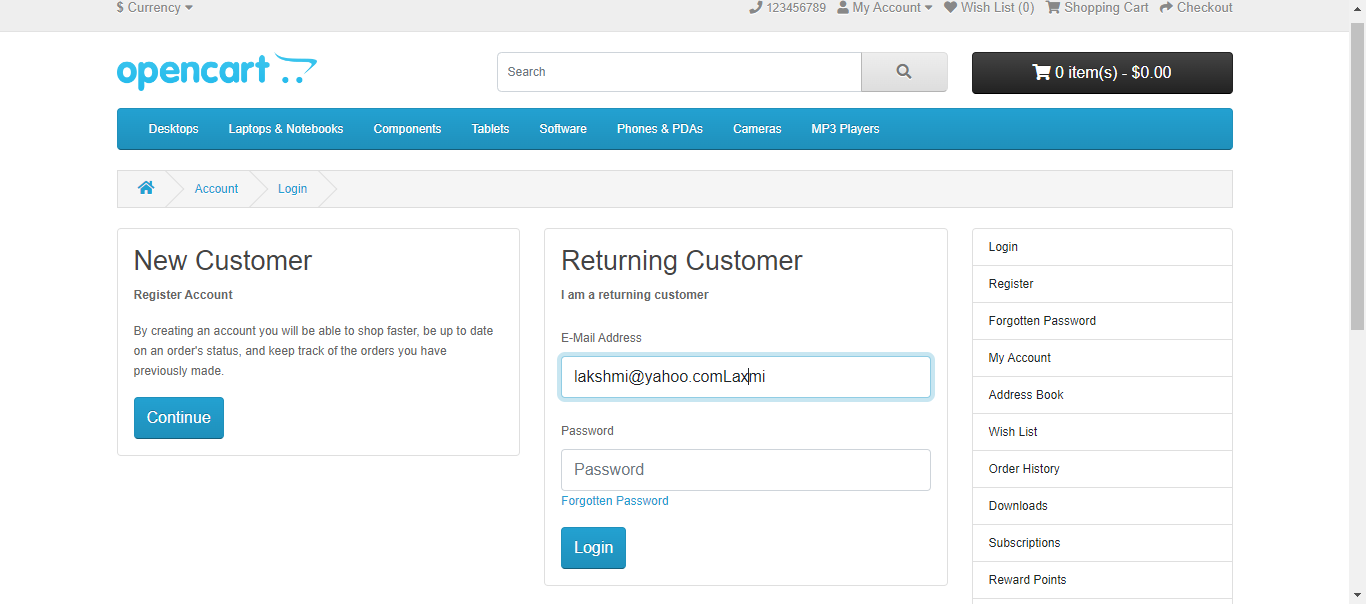 $ Currency
123456789 My Account Wish List (0) Shopping Cart Checkout
opencart
Search
0 item(s) - $0.00
Desktops Laptops & Notebooks Components Tablets Software Phones & PDAs Cameras MP3 Players
Account Login
New Customer
Register Account
By creating an account you will be able to shop faster, be up to date
on an order's status, and keep track of the orders you have
previously made.
Continue
Returning Customer
I am a returning customer
E-Mail Address
lakshmi@yahoo.comLaxmi
Password
Password
Forgotten Password
Login
Login
Register
Forgotten Password
My Account
Address Book
Wish List
Order History
Downloads
Subscriptions
Reward Points